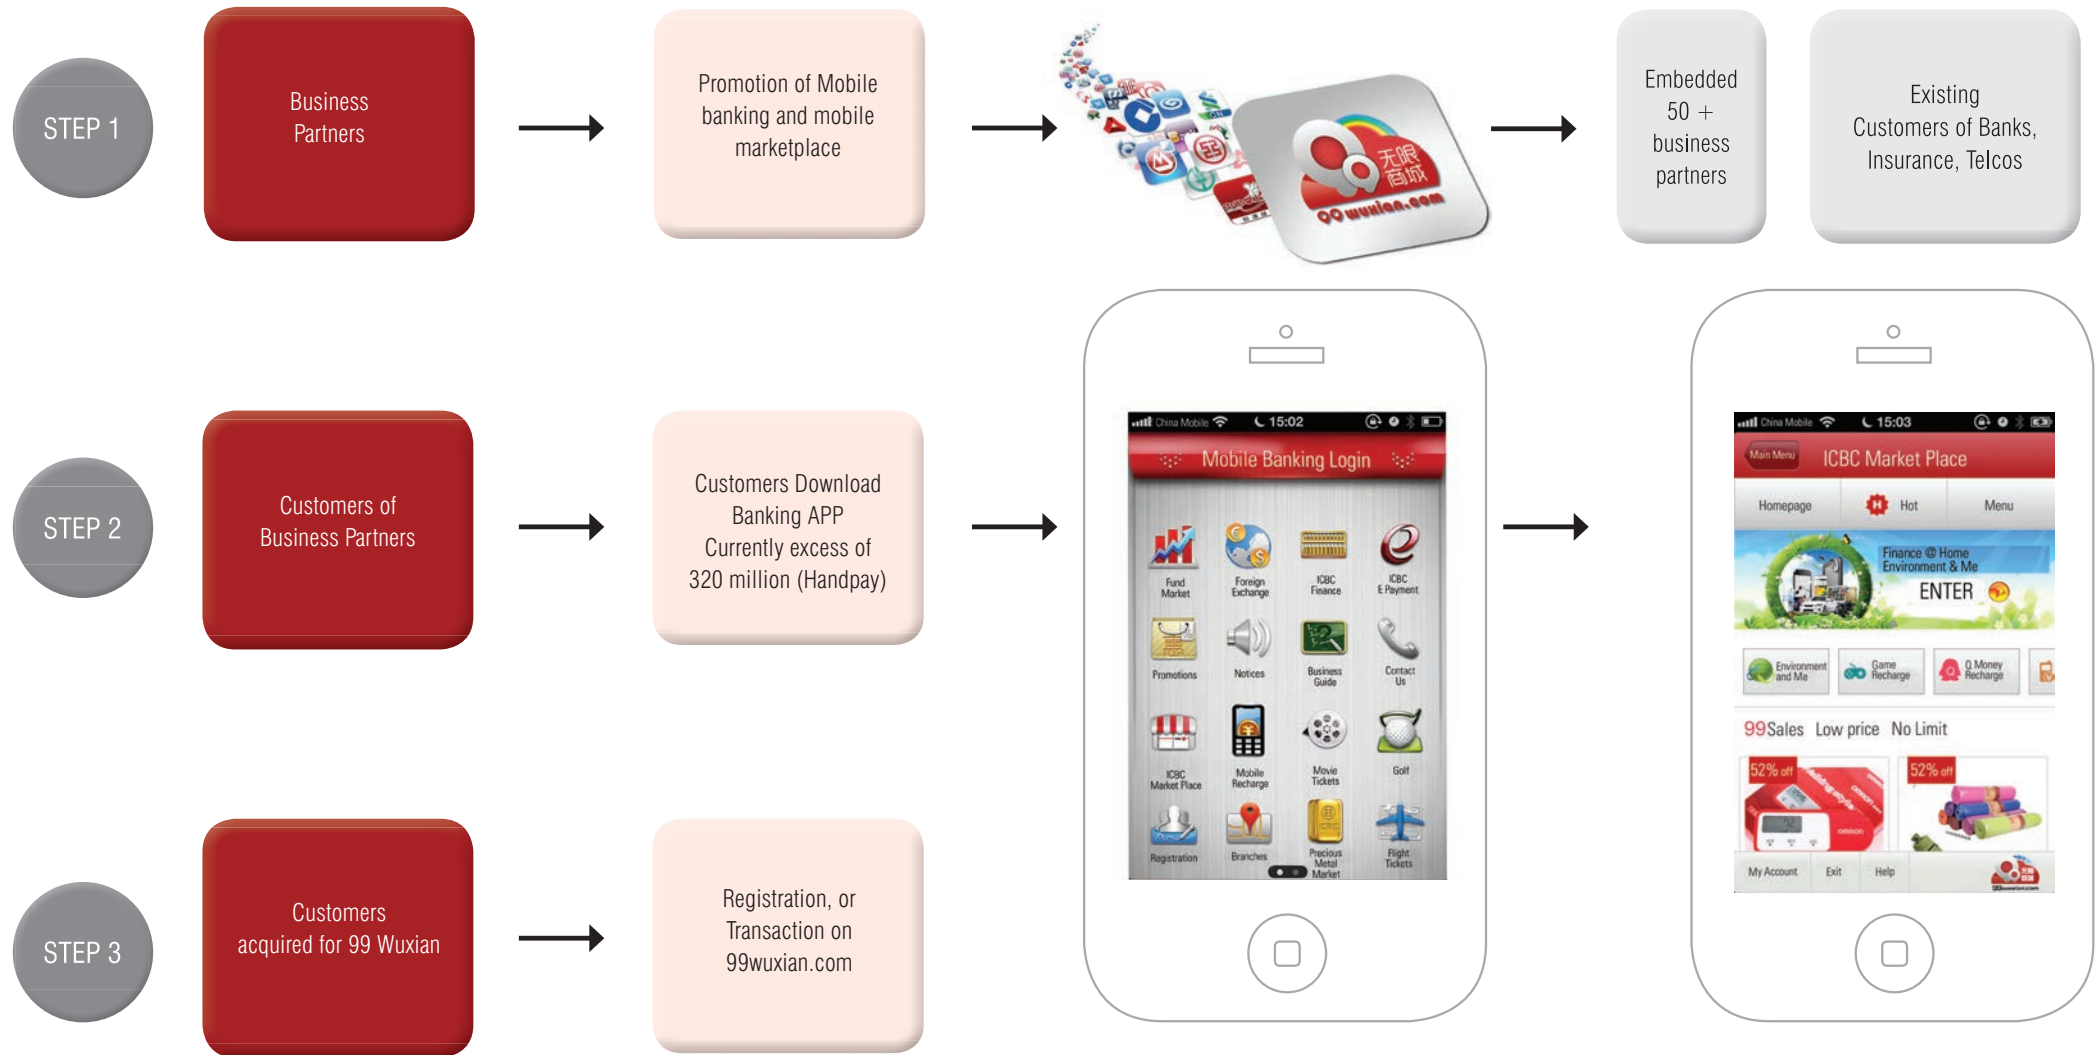 STEP 1
Business
Partners
Promotion of Mobile
banking and mobile
marketplace
无限
商城
99wuxian.com
Embedded
50 +
business
partners
Existing
Customers of Banks,
Insurance, Telcos
STEP 2
Customers of
Business Partners
Customers Download
Banking APP
Currently excess of
320 million (Handpay)
China Mobile 15:02
Mobile Banking Login
Fund
Market
Foreign
Exchange
ICBC
Finance
ICBC
E Payment
Promotions
Notices
Business
Guide
Contact
Us
ICBC
Market Place
Mobile
Recharge
Movie
Tickets
Golf
Registration
Branches
Precious
Metal
Market
Flight
Tickets
China Mobile 15:03
Main Menu
ICBC Market Place
Homepage
Hot
Menu
Finance @ Home
Environment & Me
ENTER
Environment
and Me
Game
Recharge
Q Money
Recharge
99Sales Low price No Limit
52% off
52% off
omron
My Account
Exit
Help
STEP 3
Customers
acquired for 99 Wuxian
Registration, or
Transaction on
99wuxian.com